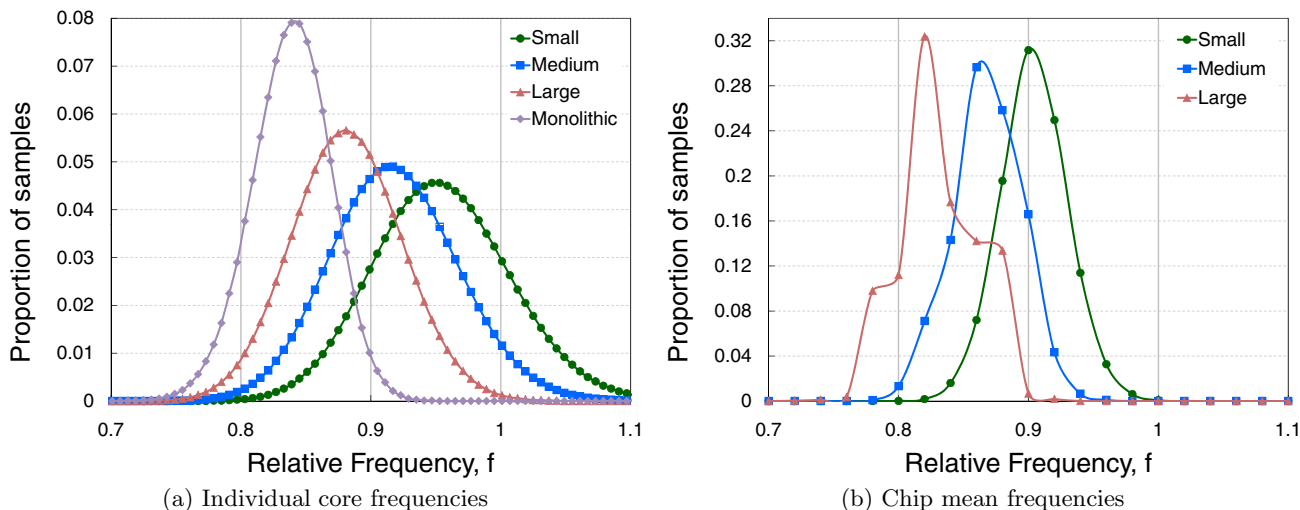 0.08
0.07
0.06
0.05
0.04
0.03
0.02
0.01
0
Proportion of samples
Small
Medium
Large
Monolithic
0.7
0.8
0.9
1
1.1
Relative Frequency, f
(a) Individual core frequencies
0.32
0.28
0.24
0.2
0.16
0.12
0.08
0.04
0
Proportion of samples
Small
Medium
Large
0.7
0.8
0.9
1
1.1
Relative Frequency, f
(b) Chip mean frequencies